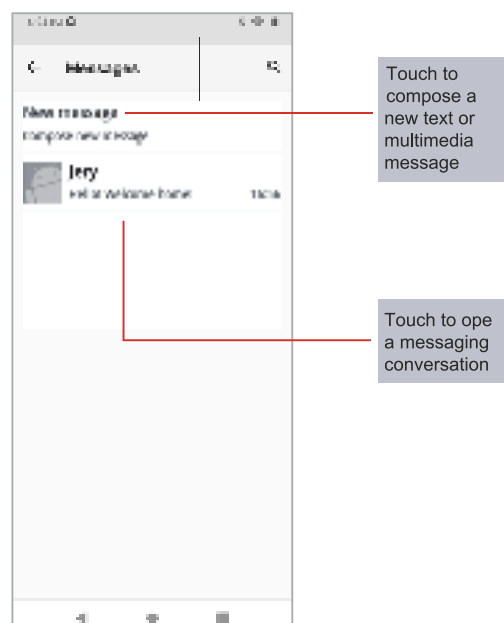 Messages
New message
Compose new message
Jery
Hello! Welcome home!
Touch to
compose a
new text or
multimedia
message
Touch to ope
a messaging
conversation